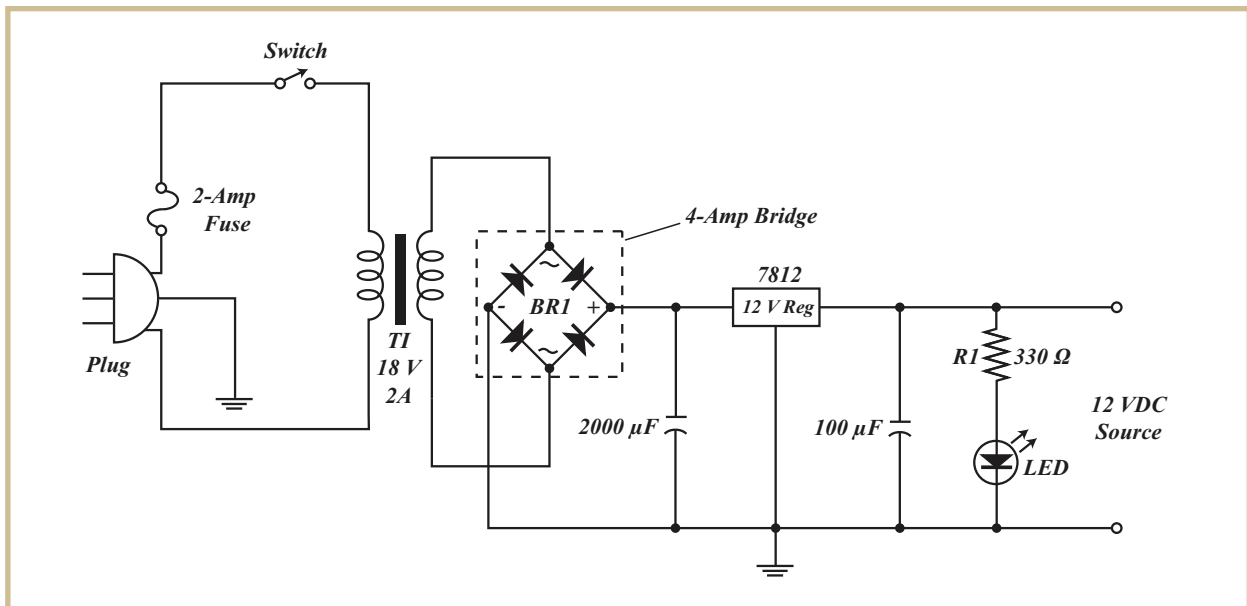 Switch
2-Amp
Fuse
Plug
TI
18 V
2A
4-Amp Bridge
~
-
BR1
+
~
7812
12 V Reg
2000 µF
100 µF
R1
330 Ω
LED
12 VDC
Source